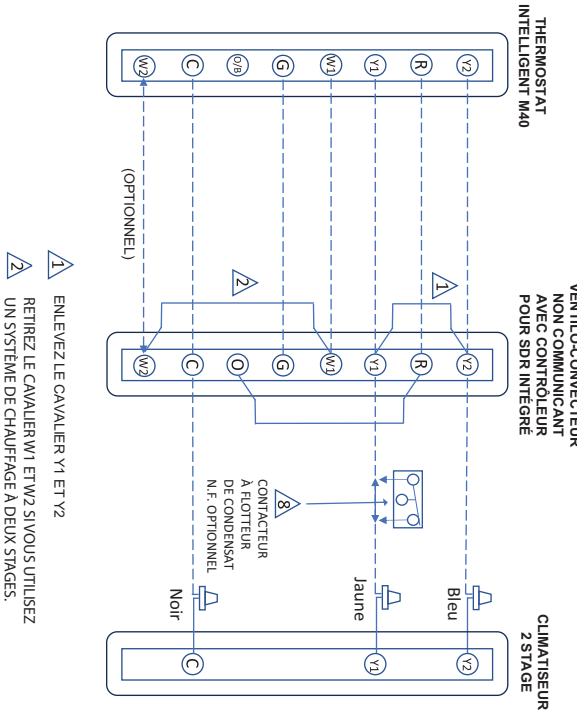 THERMOSTAT
INTELLIGENT M40
Y2
R
Y1
W1
G
O/B
C
W2
(OPTIONNEL)
VENTILO-CONVECTEUR
NON COMMUNICANT
AVEC CONTRÔLEUR
POUR SDR INTÉGRÉ
Y2
R
Y1
W1
G
O
C
W2
1
2
8
CONTACTEUR
À FLOTTEUR
DE CONDENSAT
N.F. OPTIONNEL
Bleu
Jaune
Noir
CLIMATISEUR
2 STAGE
Y2
Y1
C
1 ENLEVEZ LE CAVALIER Y1 ET Y2
2 RETIREZ LE CAVALIER W1 ET W2 SI VOUS UTILISEZ
UN SYSTÈME DE CHAUFFAGE À DEUX STAGES.